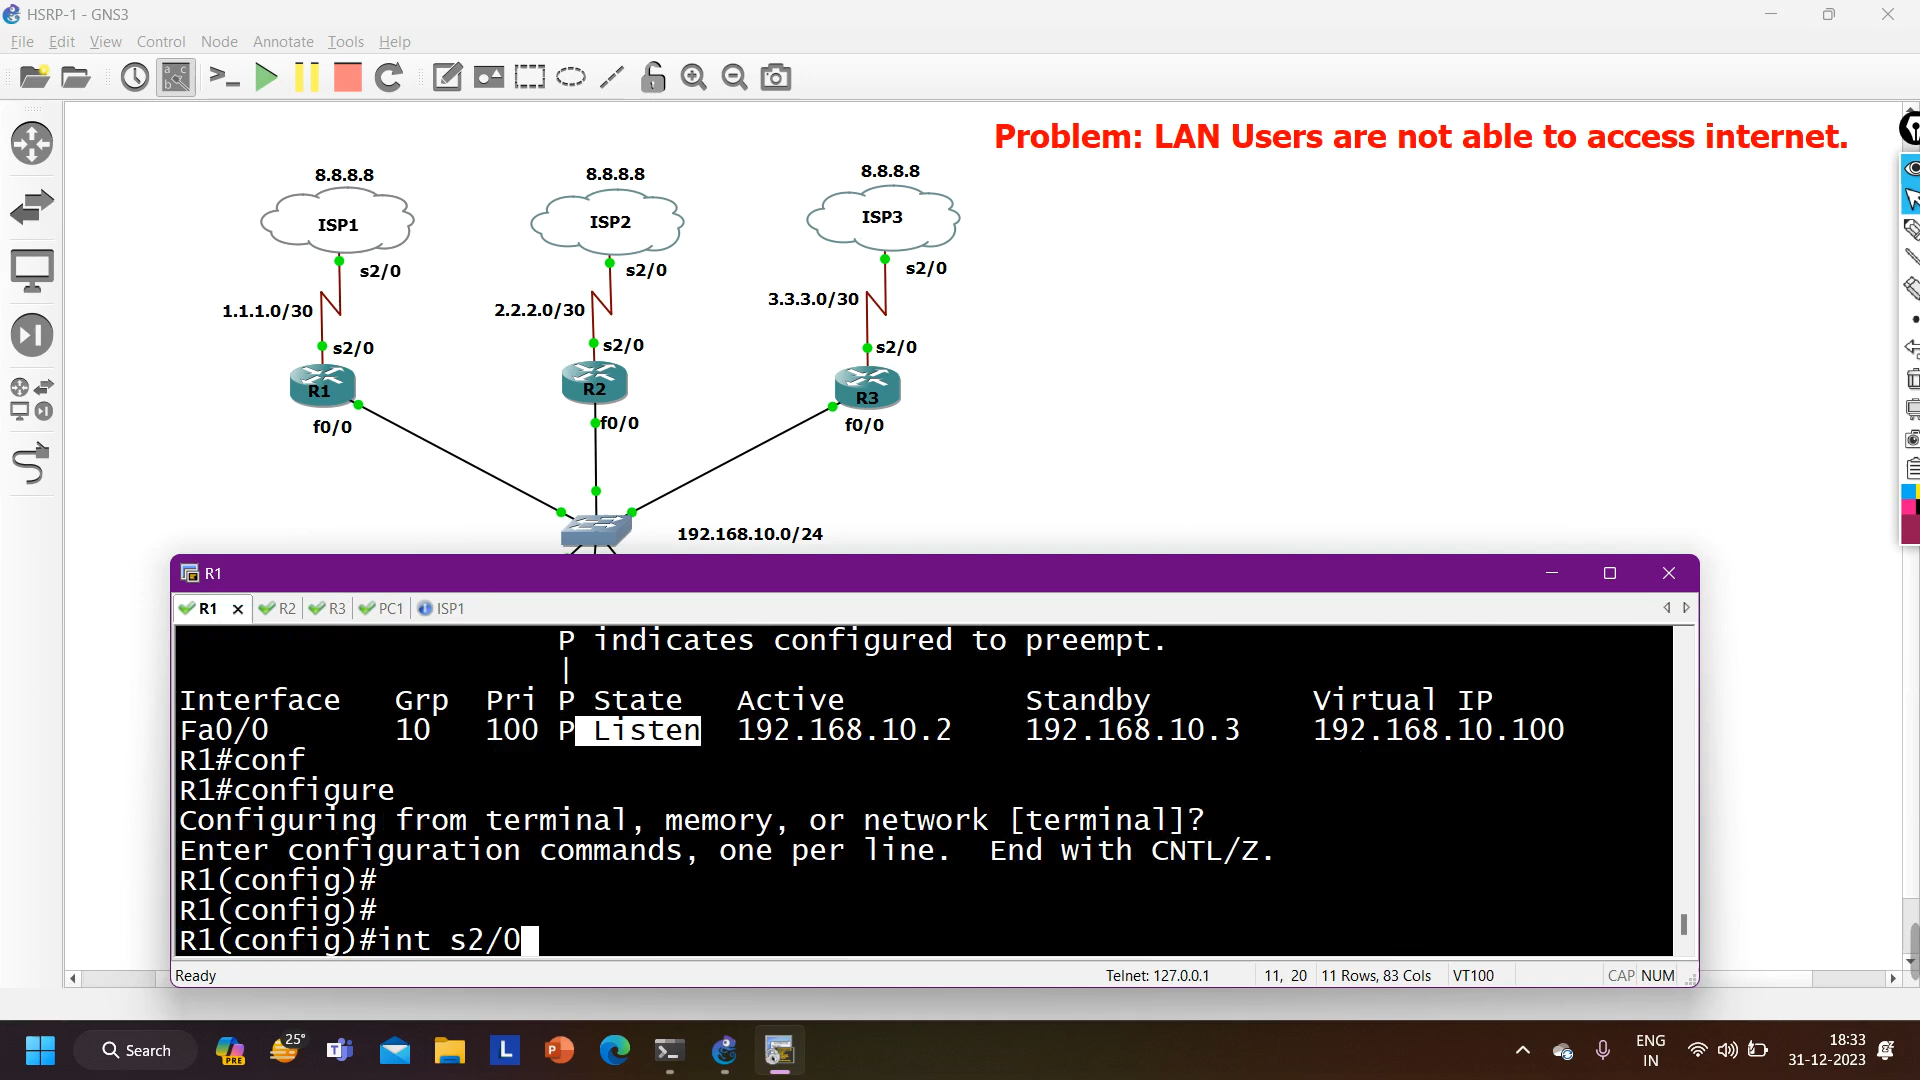 HSRP-1 - GNS3
File Edit View Control Node Annotate Tools Help
Problem: LAN Users are not able to access internet.
8.8.8.8 8.8.8.8 8.8.8.8
ISP1 ISP2 ISP3
s2/0 s2/0 s2/0
1.1.1.0/30 2.2.2.0/30 3.3.3.0/30
s2/0 s2/0 s2/0
R1 R2 R3
f0/0 f0/0 f0/0
192.168.10.0/24
R1
R1 R2 R3 PC1 ISP1
P indicates configured to preempt.
|
Interface Grp Pri P State Active Standby Virtual IP
Fa0/0 10 100 P Listen 192.168.10.2 192.168.10.3 192.168.10.100
R1#conf
R1#configure
Configuring from terminal, memory, or network [terminal]?
Enter configuration commands, one per line. End with CNTL/Z.
R1(config)#
R1(config)#
R1(config)#int s2/0
Ready Telnet: 127.0.0.1 11, 20 11 Rows, 83 Cols VT100 CAP NUM
Search PRE 25° L P ENG 18:33
IN 31-12-2023